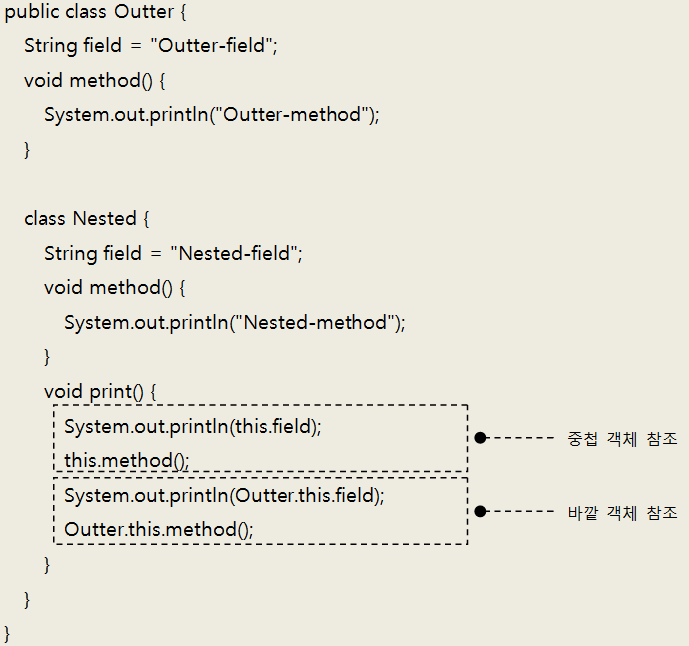 public class Outter {
String field = "Outter-field";
void method() {
System.out.println("Outter-method");
}
class Nested {
String field = "Nested-field";
void method() {
System.out.println("Nested-method");
}
void print() {
System.out.println(this.field);
this.method();
중첩 객체 참조
System.out.println(Outter.this.field);
Outter.this.method();
바깥 객체 참조
}
}
}